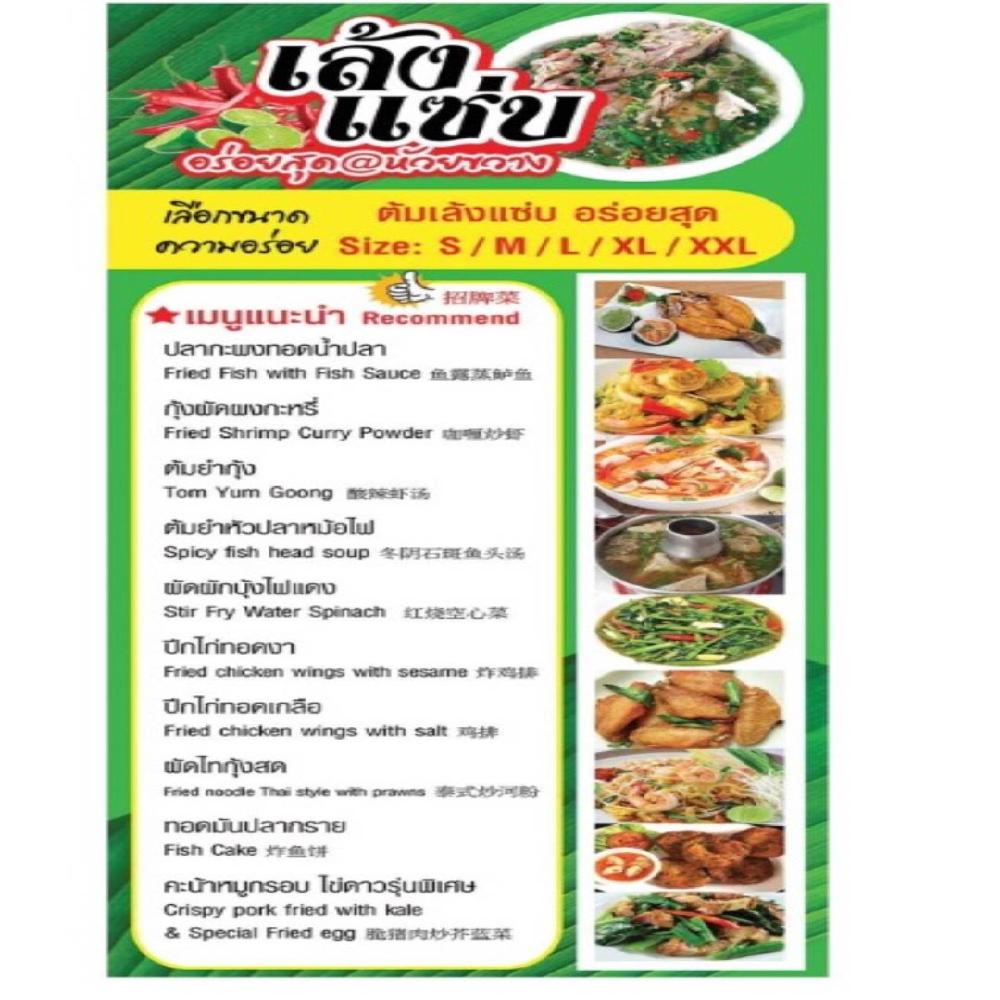 เล้ง
แซ่บ
อร่อยสุด@ห้วยขวาง
เลือกขนาด
ความอร่อย
ต้มเล้งแซ่บ อร่อยสุด
Size: S / M / L / XL / XXL
招牌菜
เมนูแนะนำ Recommend
ปลากะพงทอดน้ำปลา
Fried Fish with Fish Sauce 鱼露蒸鲈鱼
กุ้งผัดผงกะหรี่
Fried Shrimp Curry Powder 咖喱炒虾
ต้มยำกุ้ง
Tom Yum Goong 酸辣虾汤
ต้มยำหัวปลาหม้อไฟ
Spicy fish head soup 冬阴石斑鱼头汤
ผัดผักบุ้งไฟแดง
Stir Fry Water Spinach 红烧空心菜
ปีกไก่ทอดงา
Fried chicken wings with sesame 炸鸡排
ปีกไก่ทอดเกลือ
Fried chicken wings with salt 鸡排
ผัดไทกุ้งสด
Fried noodle Thai style with prawns 泰式炒河粉
ทอดมันปลากราย
Fish Cake 炸鱼饼
คะน้าหมูกรอบ ไข่ดาวรุ่นพิเศษ
Crispy pork fried with kale
& Special Fried egg 脆猪肉炒芥蓝菜